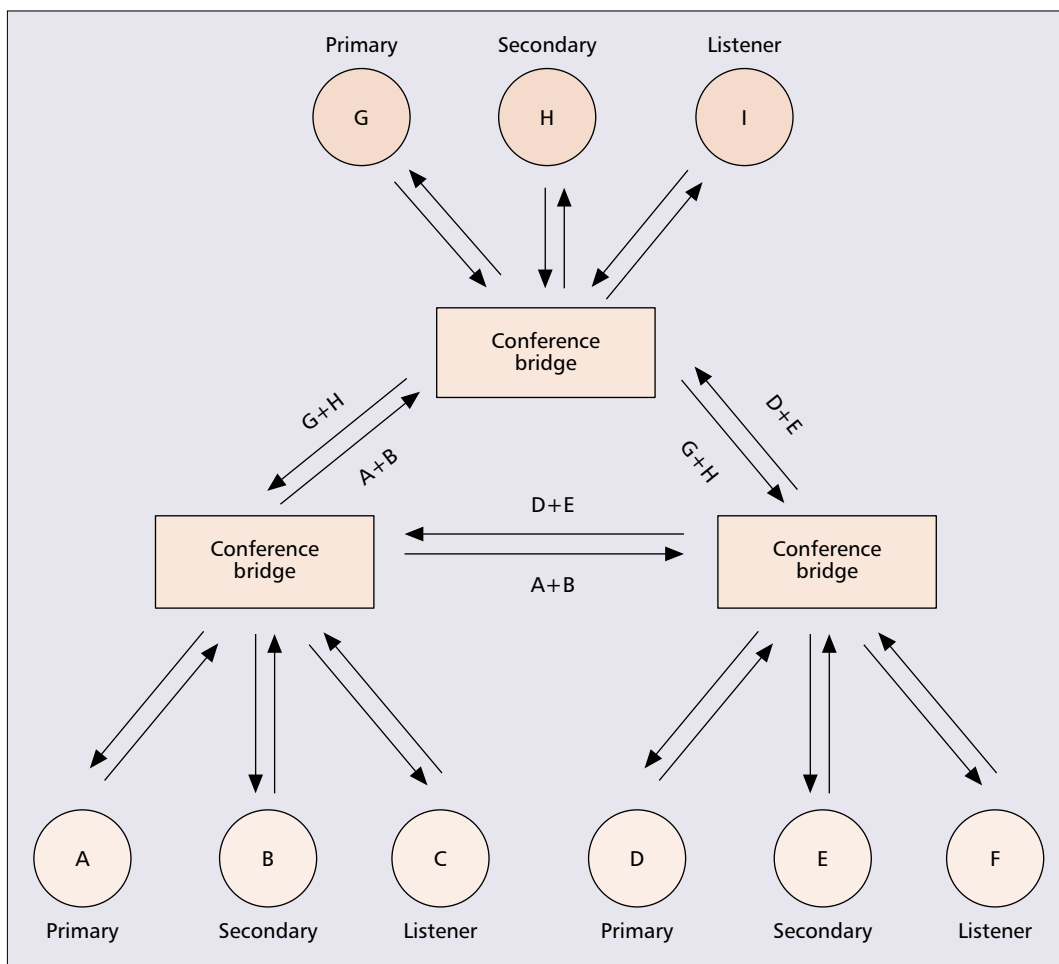 Primary
Secondary
Listener
G
H
I
Conference
bridge
G+H
A+B
D+E
G+H
D+E
A+B
Conference
bridge
Conference
bridge
A
B
C
D
E
F
Primary
Secondary
Listener
Primary
Secondary
Listener